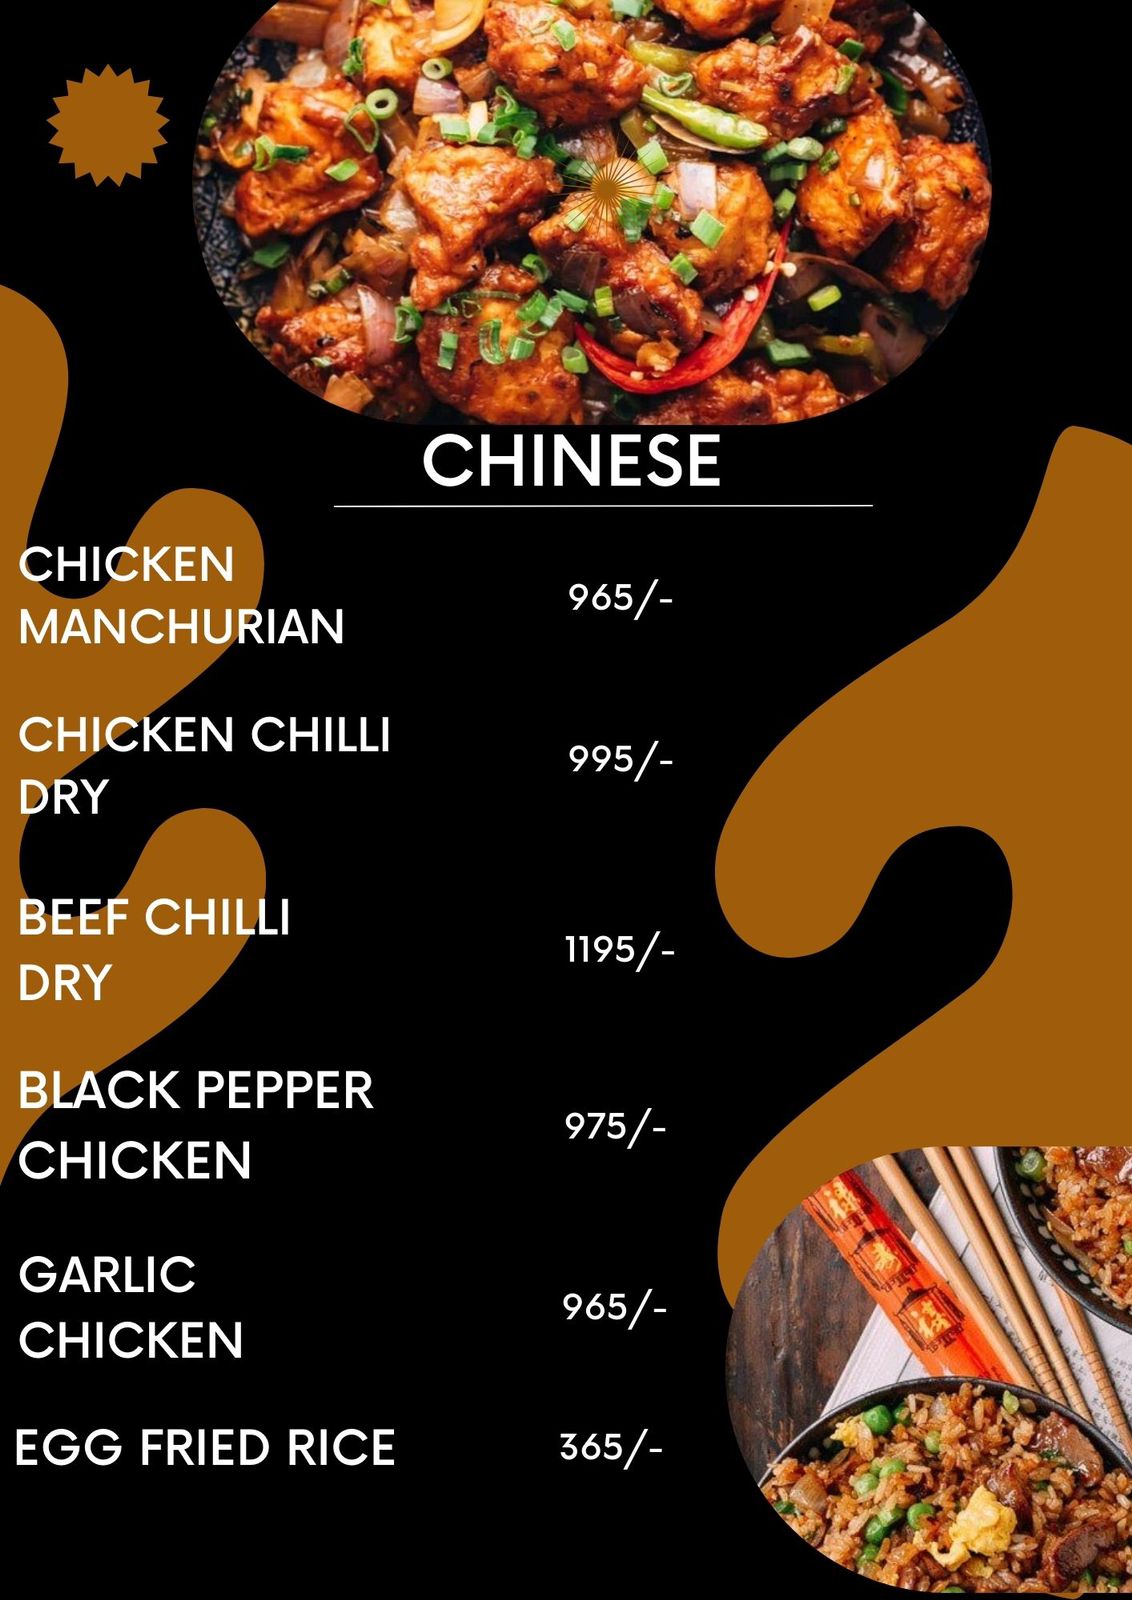 CHINESE
CHICKEN
MANCHURIAN
965/-
CHICKEN CHILLI
DRY
995/-
BEEF CHILLI
DRY
1195/-
BLACK PEPPER
CHICKEN
975/-
GARLIC
CHICKEN
965/-
EGG FRIED RICE
365/-